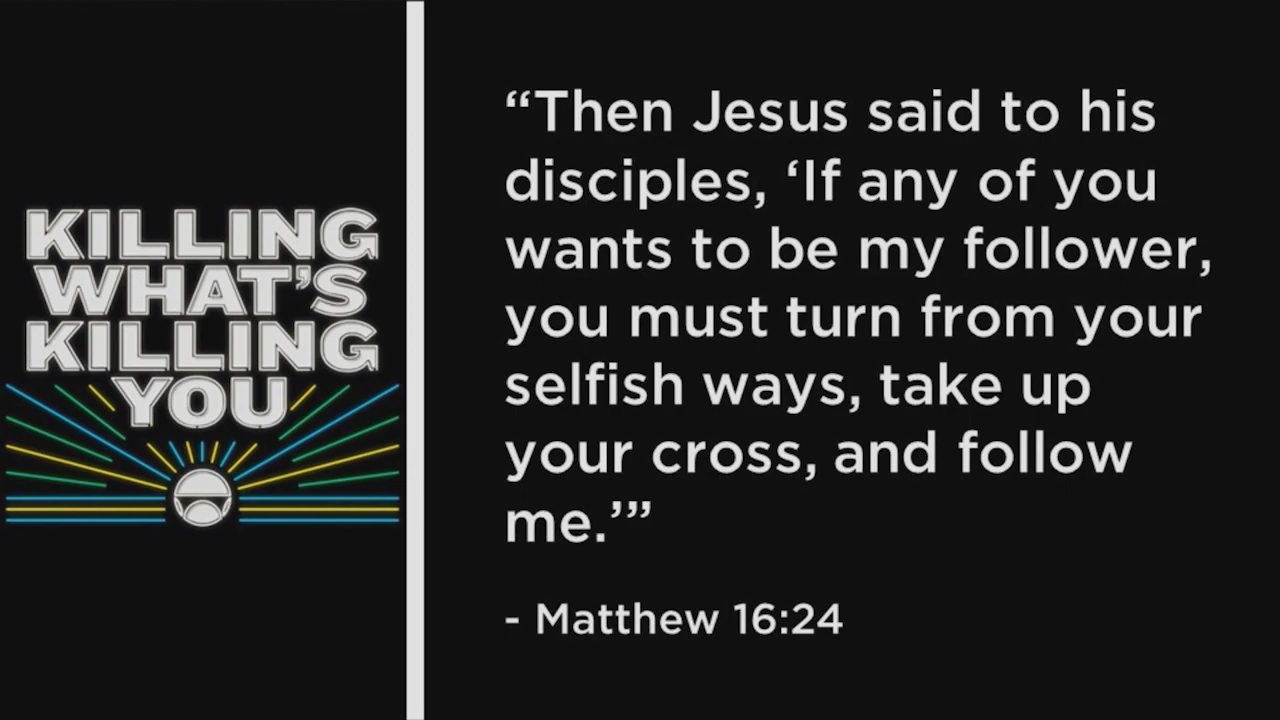 KILLING
WHAT’S
KILLING
YOU
“Then Jesus said to his
disciples, ‘If any of you
wants to be my follower,
you must turn from your
selfish ways, take up
your cross, and follow
me.’”
- Matthew 16:24